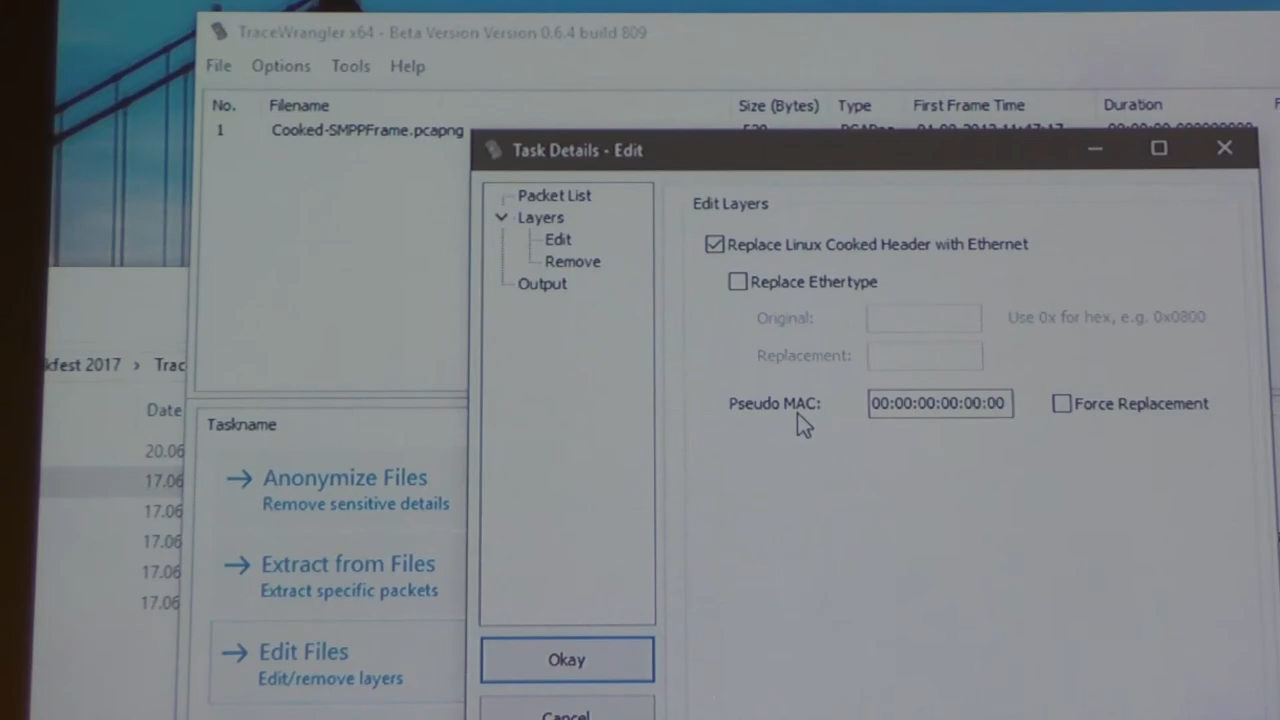 TraceWrangler x64 - Beta Version Version 0.6.4 build 809
File Options Tools Help
No. Filename Size (Bytes) Type First Frame Time Duration
1 Cooked-SMPPFrame.pcapng
Task Details - Edit
Packet List
Layers
Edit
Remove
Output
Edit Layers
Replace Linux Cooked Header with Ethernet
Replace Ethertype
Original: Use 0x for hex, e.g. 0x0800
Replacement:
Pseudo MAC: 00:00:00:00:00:00 Force Replacement
kfest 2017 › Trac
Date
20.06
17.06
17.06
17.06
17.06
17.06
Taskname
Anonymize Files
Remove sensitive details
Extract from Files
Extract specific packets
Edit Files
Edit/remove layers
Okay
Cancel